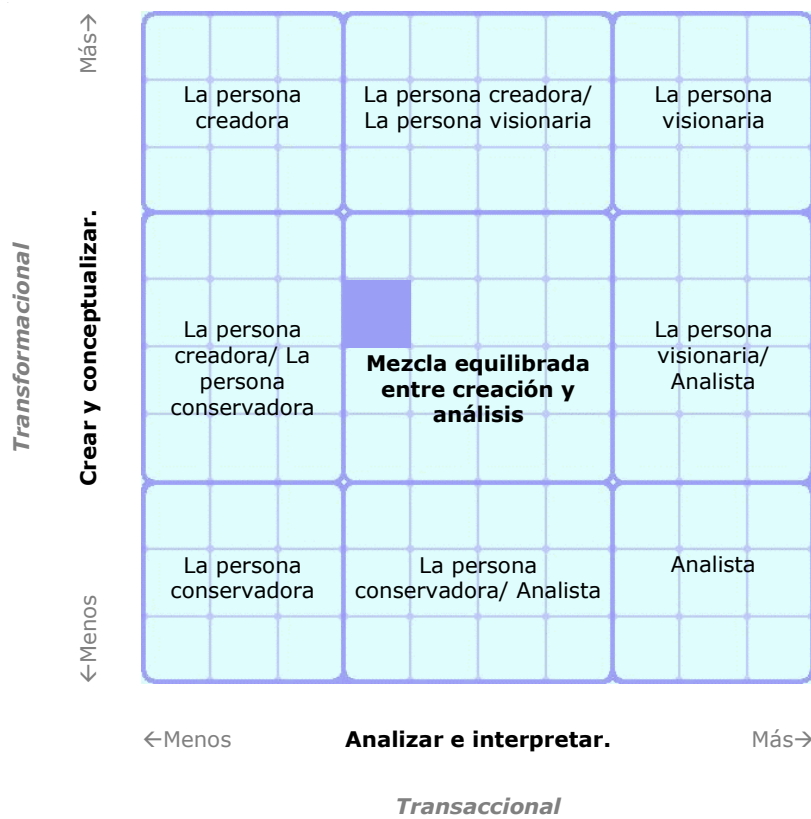 Más→
La persona
creadora
La persona creadora/
La persona visionaria
La persona
visionaria
Transformacional
Crear y conceptualizar.
La persona
creadora/ La
persona
conservadora
Mezcla equilibrada
entre creación y
análisis
La persona
visionaria/
Analista
La persona
conservadora
La persona
conservadora/ Analista
Analista
←Menos
←Menos
Analizar e interpretar.
Más→
Transaccional